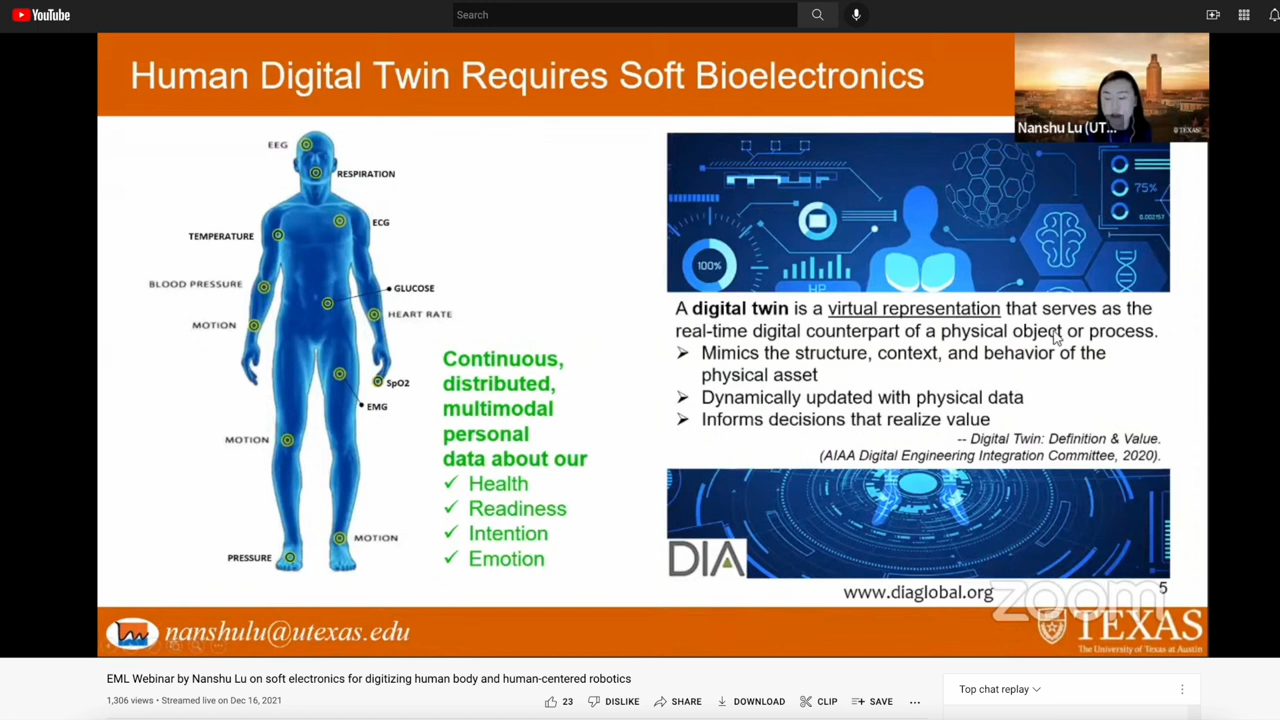 YouTube
Search
Human Digital Twin Requires Soft Bioelectronics
Nanshu Lu (UT...
TEXAS
EEG
RESPIRATION
ECG
TEMPERATURE
BLOOD PRESSURE
GLUCOSE
HEART RATE
MOTION
SpO2
EMG
MOTION
MOTION
PRESSURE
Continuous,
distributed,
multimodal
personal
data about our
✓ Health
✓ Readiness
✓ Intention
✓ Emotion
75%
0.002157
100%
HP
A digital twin is a virtual representation that serves as the
real-time digital counterpart of a physical object or process.
➢ Mimics the structure, context, and behavior of the
physical asset
➢ Dynamically updated with physical data
➢ Informs decisions that realize value
-- Digital Twin: Definition & Value.
(AIAA Digital Engineering Integration Committee, 2020).
DIA
www.diaglobal.org
5
zoom
nanshulu@utexas.edu
TEXAS
The University of Texas at Austin
EML Webinar by Nanshu Lu on soft electronics for digitizing human body and human-centered robotics
1,306 views • Streamed live on Dec 16, 2021
23 DISLIKE SHARE DOWNLOAD CLIP SAVE ...
Top chat replay